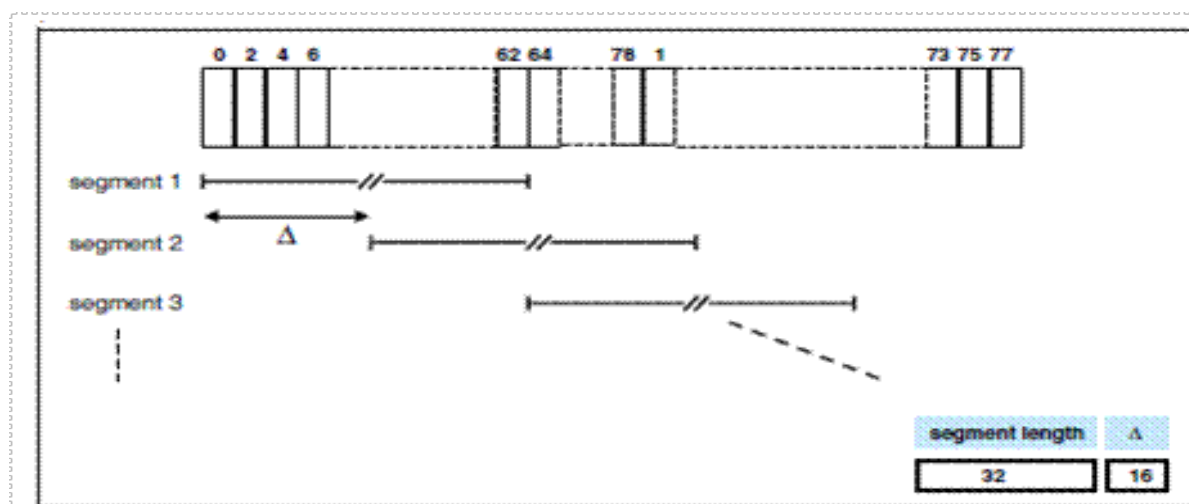 0 2 4 6 62 64 78 1 73 75 77
segment 1
Δ
segment 2
segment 3
segment length Δ
32 16